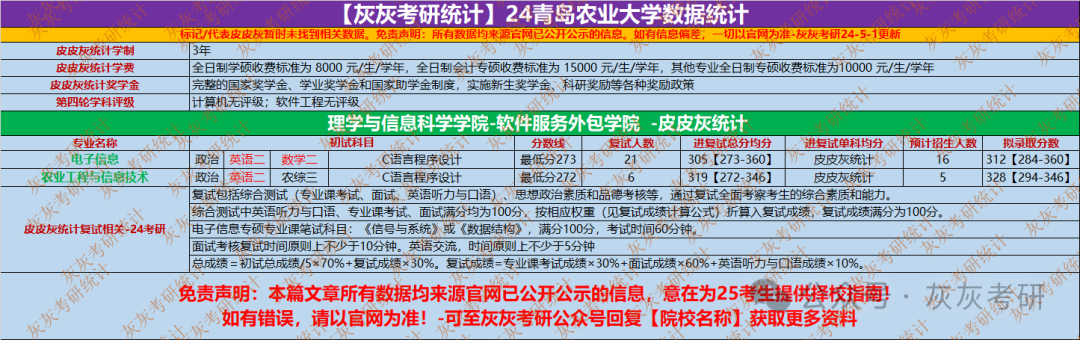 【灰灰考研统计】24青岛农业大学数据统计
标记/代表皮皮灰暂时未找到相关数据。免责声明：所有数据均来源官网已公开公示的信息。如有信息偏差，一切以官网为准-灰灰考研24-5-1更新
皮皮灰统计学制 3年
皮皮灰统计学费 全日制学硕收费标准为 8000 元/生/学年，全日制会计专硕收费标准为 15000 元/生/学年，其他专业全日制专硕收费标准为10000 元/生/学年
皮皮灰统计奖学金 完整的国家奖学金、学业奖学金和国家助学金制度，实施新生奖学金、科研奖励等各种奖励政策
第四轮学科评级 计算机无评级；软件工程无评级
理学与信息科学学院-软件服务外包学院 -皮皮灰统计
专业名称 初试科目 分数线 复试人数 进复试总分均分 进复试单科均分 预计招生人数 拟录取分数
电子信息 政治 英语二 数学二 C语言程序设计 最低分273 21 305【273-360】 皮皮灰统计 16 312【284-360】
农业工程与信息技术 政治 英语二 农综三 C语言程序设计 最低分272 6 319【272-346】 皮皮灰统计 5 328【294-346】
复试包括综合测试（专业课考试、面试、英语听力与口语）、思想政治素质和品德考核等，通过复试全面考察考生的综合素质和能力。
综合测试中英语听力与口语、专业课考试、面试满分均为100分，按相应权重（见复试成绩计算公式）折算入复试成绩，复试成绩满分为100分。
皮皮灰统计复试相关-24考研 电子信息专硕专业课笔试科目：《信号与系统》或《数据结构》，满分100分，考试时间60分钟。
面试考核复试时间原则上不少于10分钟。英语交流，时间原则上不少于5分钟
总成绩＝初试总成绩/5×70%+复试成绩×30%。复试成绩=专业课考试成绩×30%+面试成绩×60%+英语听力与口语成绩×10%。
免责声明：本篇文章所有数据均来源官网已公开公示的信息，意在为25考生提供择校指南！
如有错误，请以官网为准！-可至灰灰考研公众号回复【院校名称】获取更多资料
公众号 · 灰灰考研